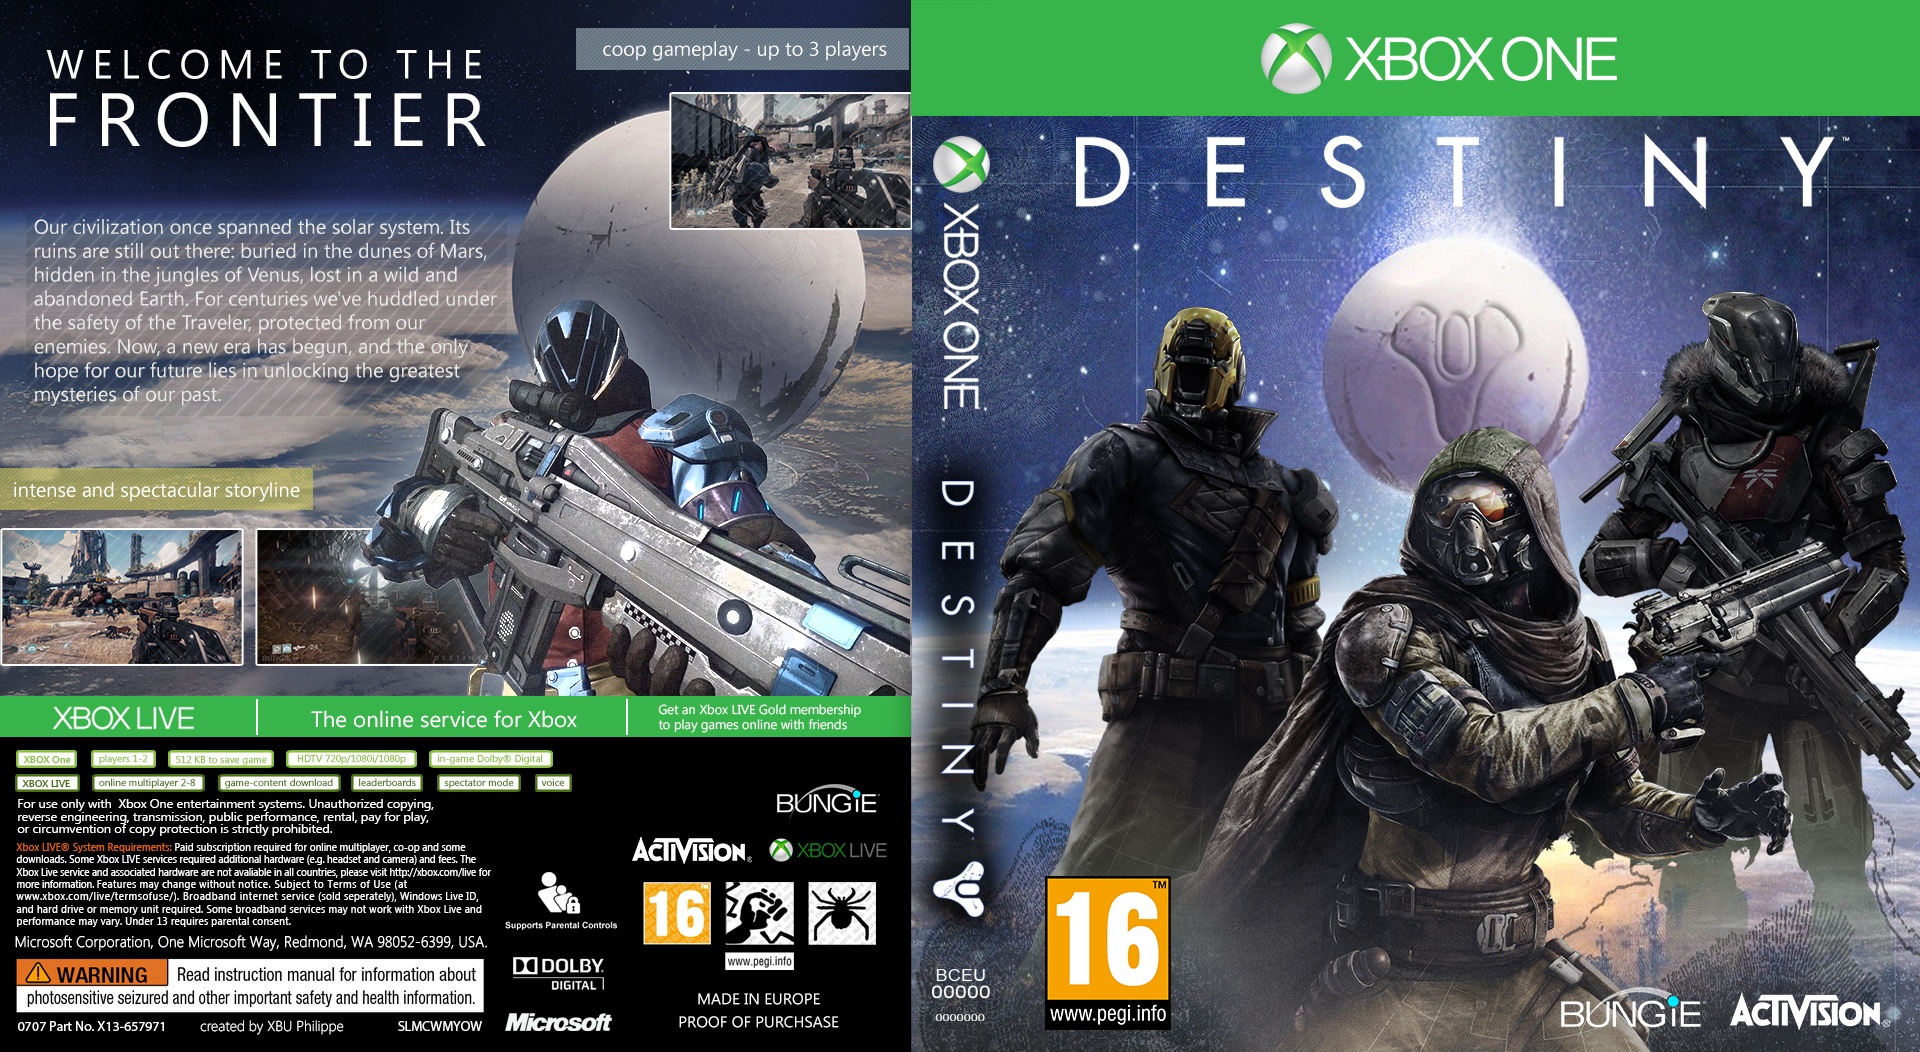 WELCOME TO THE
FRONTIER
coop gameplay - up to 3 players
Our civilization once spanned the solar system. Its
ruins are still out there: buried in the dunes of Mars,
hidden in the jungles of Venus, lost in a wild and
abandoned Earth. For centuries we've huddled under
the safety of the Traveler, protected from our
enemies. Now, a new era has begun, and the only
hope for our future lies in unlocking the greatest
mysteries of our past.
intense and spectacular storyline
XBOX LIVE
The online service for Xbox
Get an Xbox LIVE Gold membership
to play games online with friends
XBOX One players 1-2 512 KB to save game HDTV 720p/1080i/1080p in-game Dolby® Digital
XBOX LIVE online multiplayer 2-8 game-content download leaderboards spectator mode voice
For use only with Xbox One entertainment systems. Unauthorized copying,
reverse engineering, transmission, public performance, rental, pay for play,
or circumvention of copy protection is strictly prohibited.
Xbox LIVE® System Requirements: Paid subscription required for online multiplayer, co-op and some
downloads. Some Xbox LIVE services required additional hardware (e.g. headset and camera) and fees. The
Xbox Live service and associated hardware are not available in all countries, please visit http://xbox.com/live for
more information. Features may change without notice. Subject to Terms of Use (at
www.xbox.com/live/termsofuse/). Broadband internet service (sold seperately), Windows Live ID,
and hard drive or memory unit required. Some broadband services may not work with Xbox Live and
performance may vary. Under 13 requires parental consent.
Microsoft Corporation, One Microsoft Way, Redmond, WA 98052-6399, USA.
WARNING Read instruction manual for information about
photosensitive seizured and other important safety and health information.
0707 Part No. X13-657971 created by XBU Philippe SLMCWMYOW
Supports Parental Controls
DOLBY
DIGITAL
Microsoft
BUNGiE
ACTIVISION®
XBOX LIVE
16
www.pegi.info
MADE IN EUROPE
PROOF OF PURCHSASE
XBOX ONE
DESTINY
BCEU
00000
0000000
XBOX ONE
DESTINY™
16™
www.pegi.info
BUNGiE
ACTIVISION®